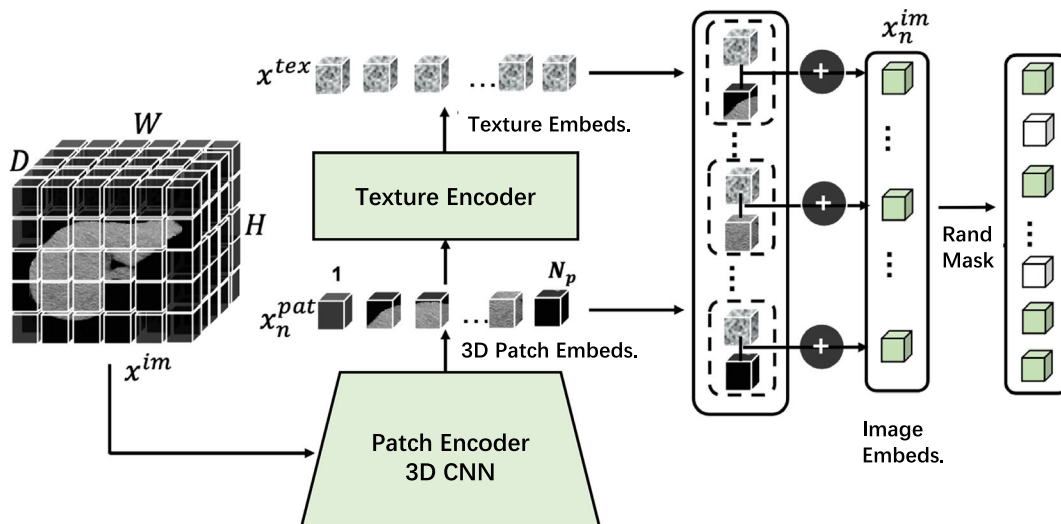 x^{tex}
x_n^{im}
Texture Embeds.
W
D
H
Texture Encoder
Rand
Mask
1
N_p
x_n^{pat}
3D Patch Embeds.
x^{im}
Patch Encoder
3D CNN
Image
Embeds.